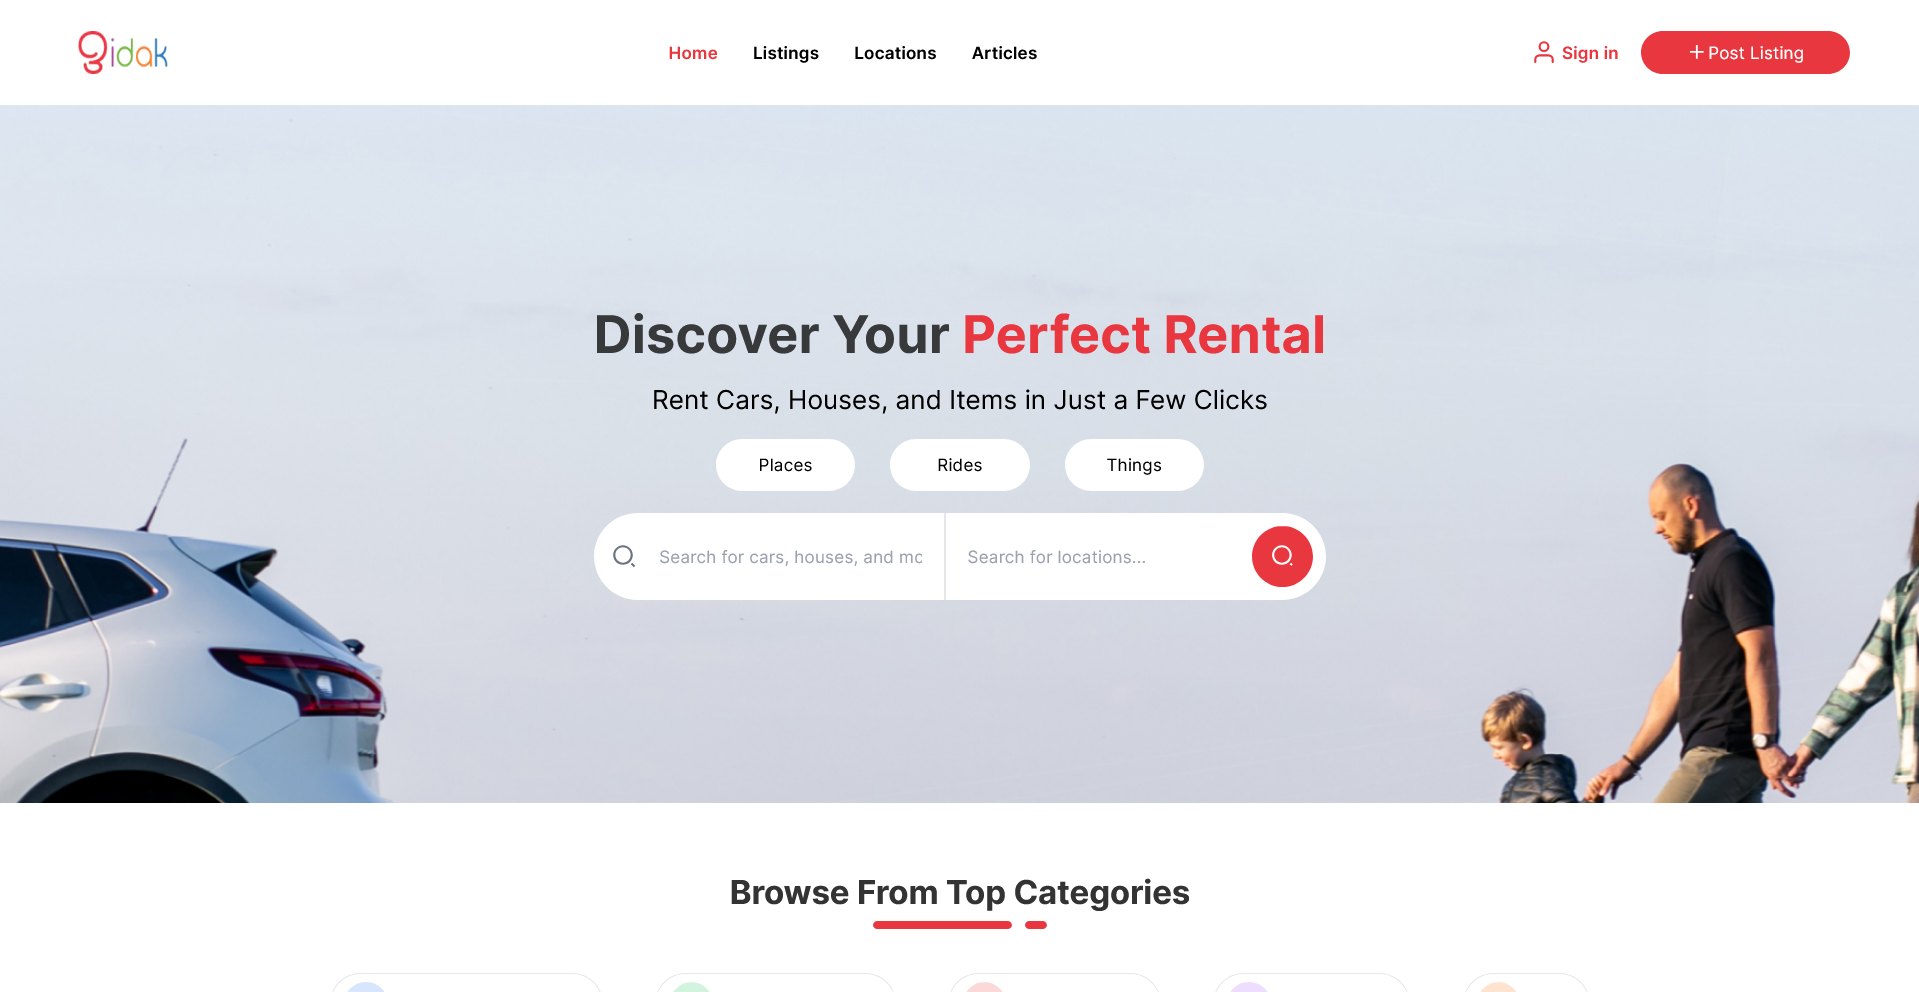 gidak
Home
Listings
Locations
Articles
Sign in
Post Listing
Discover Your Perfect Rental
Rent Cars, Houses, and Items in Just a Few Clicks
Places
Rides
Things
Search for cars, houses, and mo
Search for locations...
Browse From Top Categories